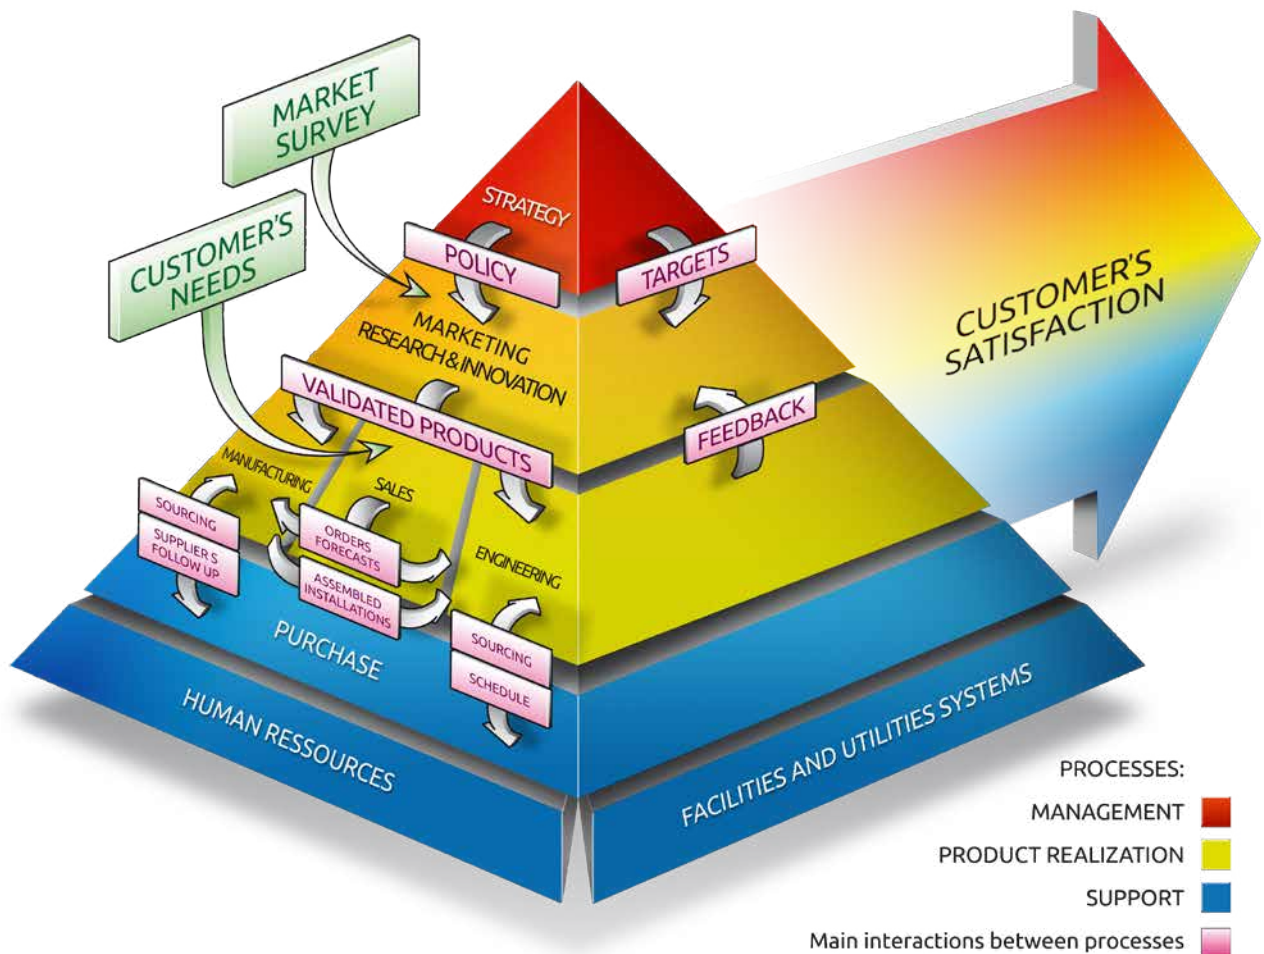 MARKET
SURVEY
CUSTOMER'S
NEEDS
STRATEGY
POLICY
TARGETS
MARKETING
RESEARCH & INNOVATION
VALIDATED PRODUCTS
FEEDBACK
CUSTOMER'S
SATISFACTION
MANUFACTURING
SALES
ENGINEERING
SOURCING
SUPPLIERS
FOLLOW UP
ORDERS
FORECASTS
ASSEMBLED
INSTALLATIONS
SOURCING
SCHEDULE
PURCHASE
HUMAN RESSOURCES
FACILITIES AND UTILITIES SYSTEMS
PROCESSES:
MANAGEMENT
PRODUCT REALIZATION
SUPPORT
Main interactions between processes